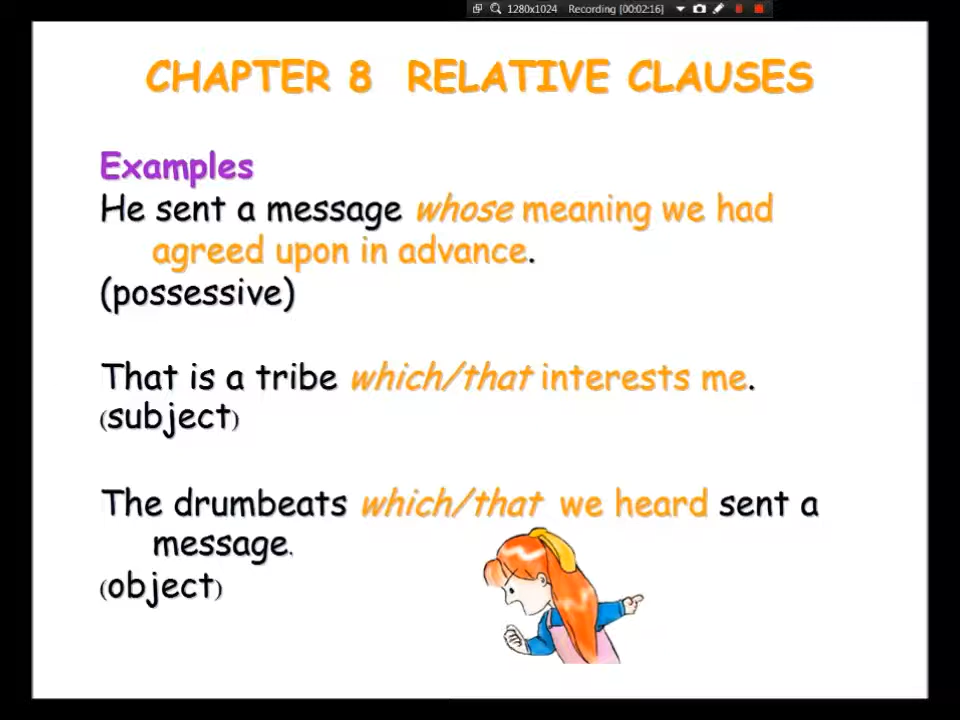 1280x1024 Recording [00:02:16]
CHAPTER 8 RELATIVE CLAUSES
Examples
He sent a message whose meaning we had
agreed upon in advance.
(possessive)
That is a tribe which/that interests me.
(subject)
The drumbeats which/that we heard sent a
message.
(object)